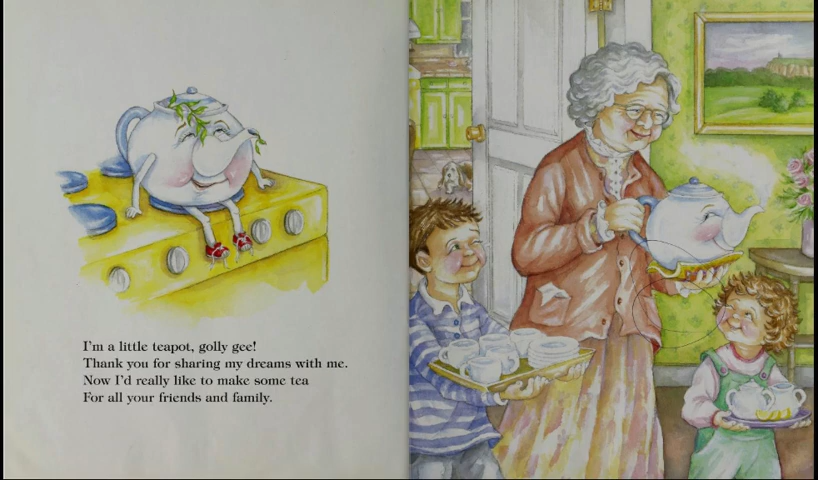 I'm a little teapot, golly gee!
Thank you for sharing my dreams with me.
Now I'd really like to make some tea
For all your friends and family.